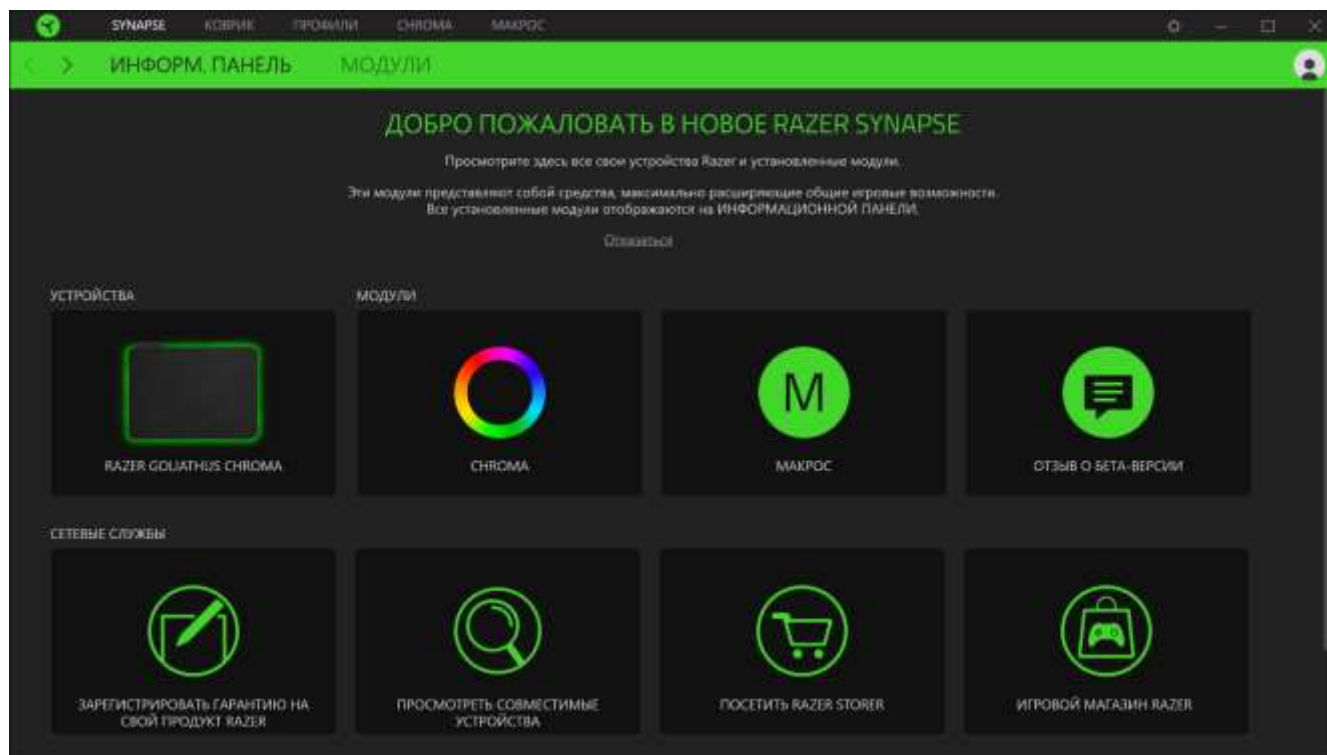 SYNAPSE КОВРИК ПРОФИЛИ CHROMA МАКРОС
ИНФОРМ. ПАНЕЛЬ МОДУЛИ
ДОБРО ПОЖАЛОВАТЬ В НОВОЕ RAZER SYNAPSE
Просмотрите здесь все свои устройства Razer и установленные модули.
Эти модули представляют собой средства, максимально расширяющие общие игровые возможности.
Все установленные модули отображаются на ИНФОРМАЦИОННОЙ ПАНЕЛИ.
Отказаться
УСТРОЙСТВА МОДУЛИ
M
RAZER GOLIATHUS CHROMA CHROMA МАКРОС ОТЗЫВ О БЕТА-ВЕРСИИ
СЕТЕВЫЕ СЛУЖБЫ
ЗАРЕГИСТРИРОВАТЬ ГАРАНТИЮ НА
СВОЙ ПРОДУКТ RAZER
ПРОСМОТРЕТЬ СОВМЕСТИМЫЕ
УСТРОЙСТВА
ПОСЕТИТЬ RAZER STORER
ИГРОВОЙ МАГАЗИН RAZER